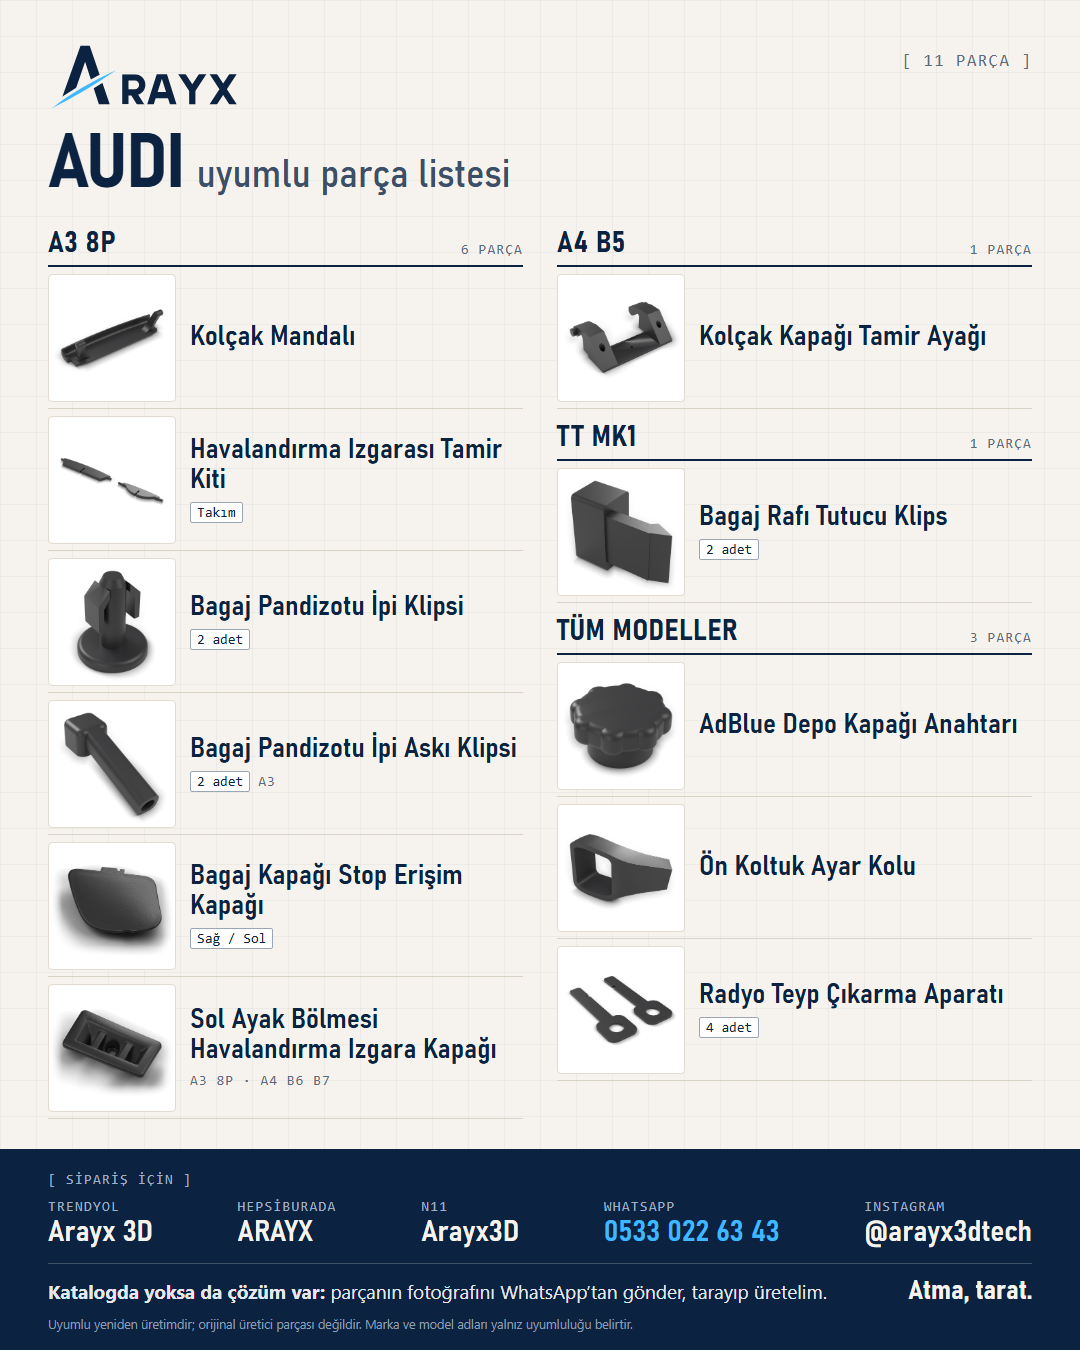 ARAYX
[ 11 PARÇA ]
AUDI uyumlu parça listesi
A3 8P
6 PARÇA
Kolçak Mandalı
Havalandırma Izgarası Tamir
Kiti
Takım
Bagaj Pandizotu İpi Klipsi
2 adet
Bagaj Pandizotu İpi Askı Klipsi
2 adet A3
Bagaj Kapağı Stop Erişim
Kapağı
Sağ / Sol
Sol Ayak Bölmesi
Havalandırma Izgara Kapağı
A3 8P · A4 B6 B7
A4 B5
1 PARÇA
Kolçak Kapağı Tamir Ayağı
TT MK1
1 PARÇA
Bagaj Rafı Tutucu Klips
2 adet
TÜM MODELLER
3 PARÇA
AdBlue Depo Kapağı Anahtarı
Ön Koltuk Ayar Kolu
Radyo Teyp Çıkarma Aparatı
4 adet
[ SİPARİŞ İÇİN ]
TRENDYOL
Arayx 3D
HEPSİBURADA
ARAYX
N11
Arayx3D
WHATSAPP
0533 022 63 43
INSTAGRAM
@arayx3dtech
Katalogda yoksa da çözüm var: parçanın fotoğrafını WhatsApp'tan gönder, tarayıp üretelim.
Atma, tarat.
Uyumlu yeniden üretimdir; orijinal üretici parçası değildir. Marka ve model adları yalnız uyumluluğu belirtir.